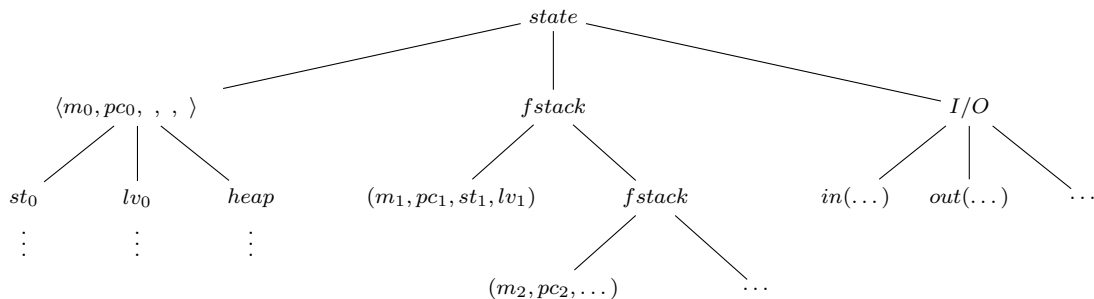 state
⟨m₀, pc₀, , , ⟩ fstack I/O
st₀ lv₀ heap (m₁, pc₁, st₁, lv₁) fstack in(...) out(...) ...
⋮ ⋮ ⋮
(m₂, pc₂, ...) ...